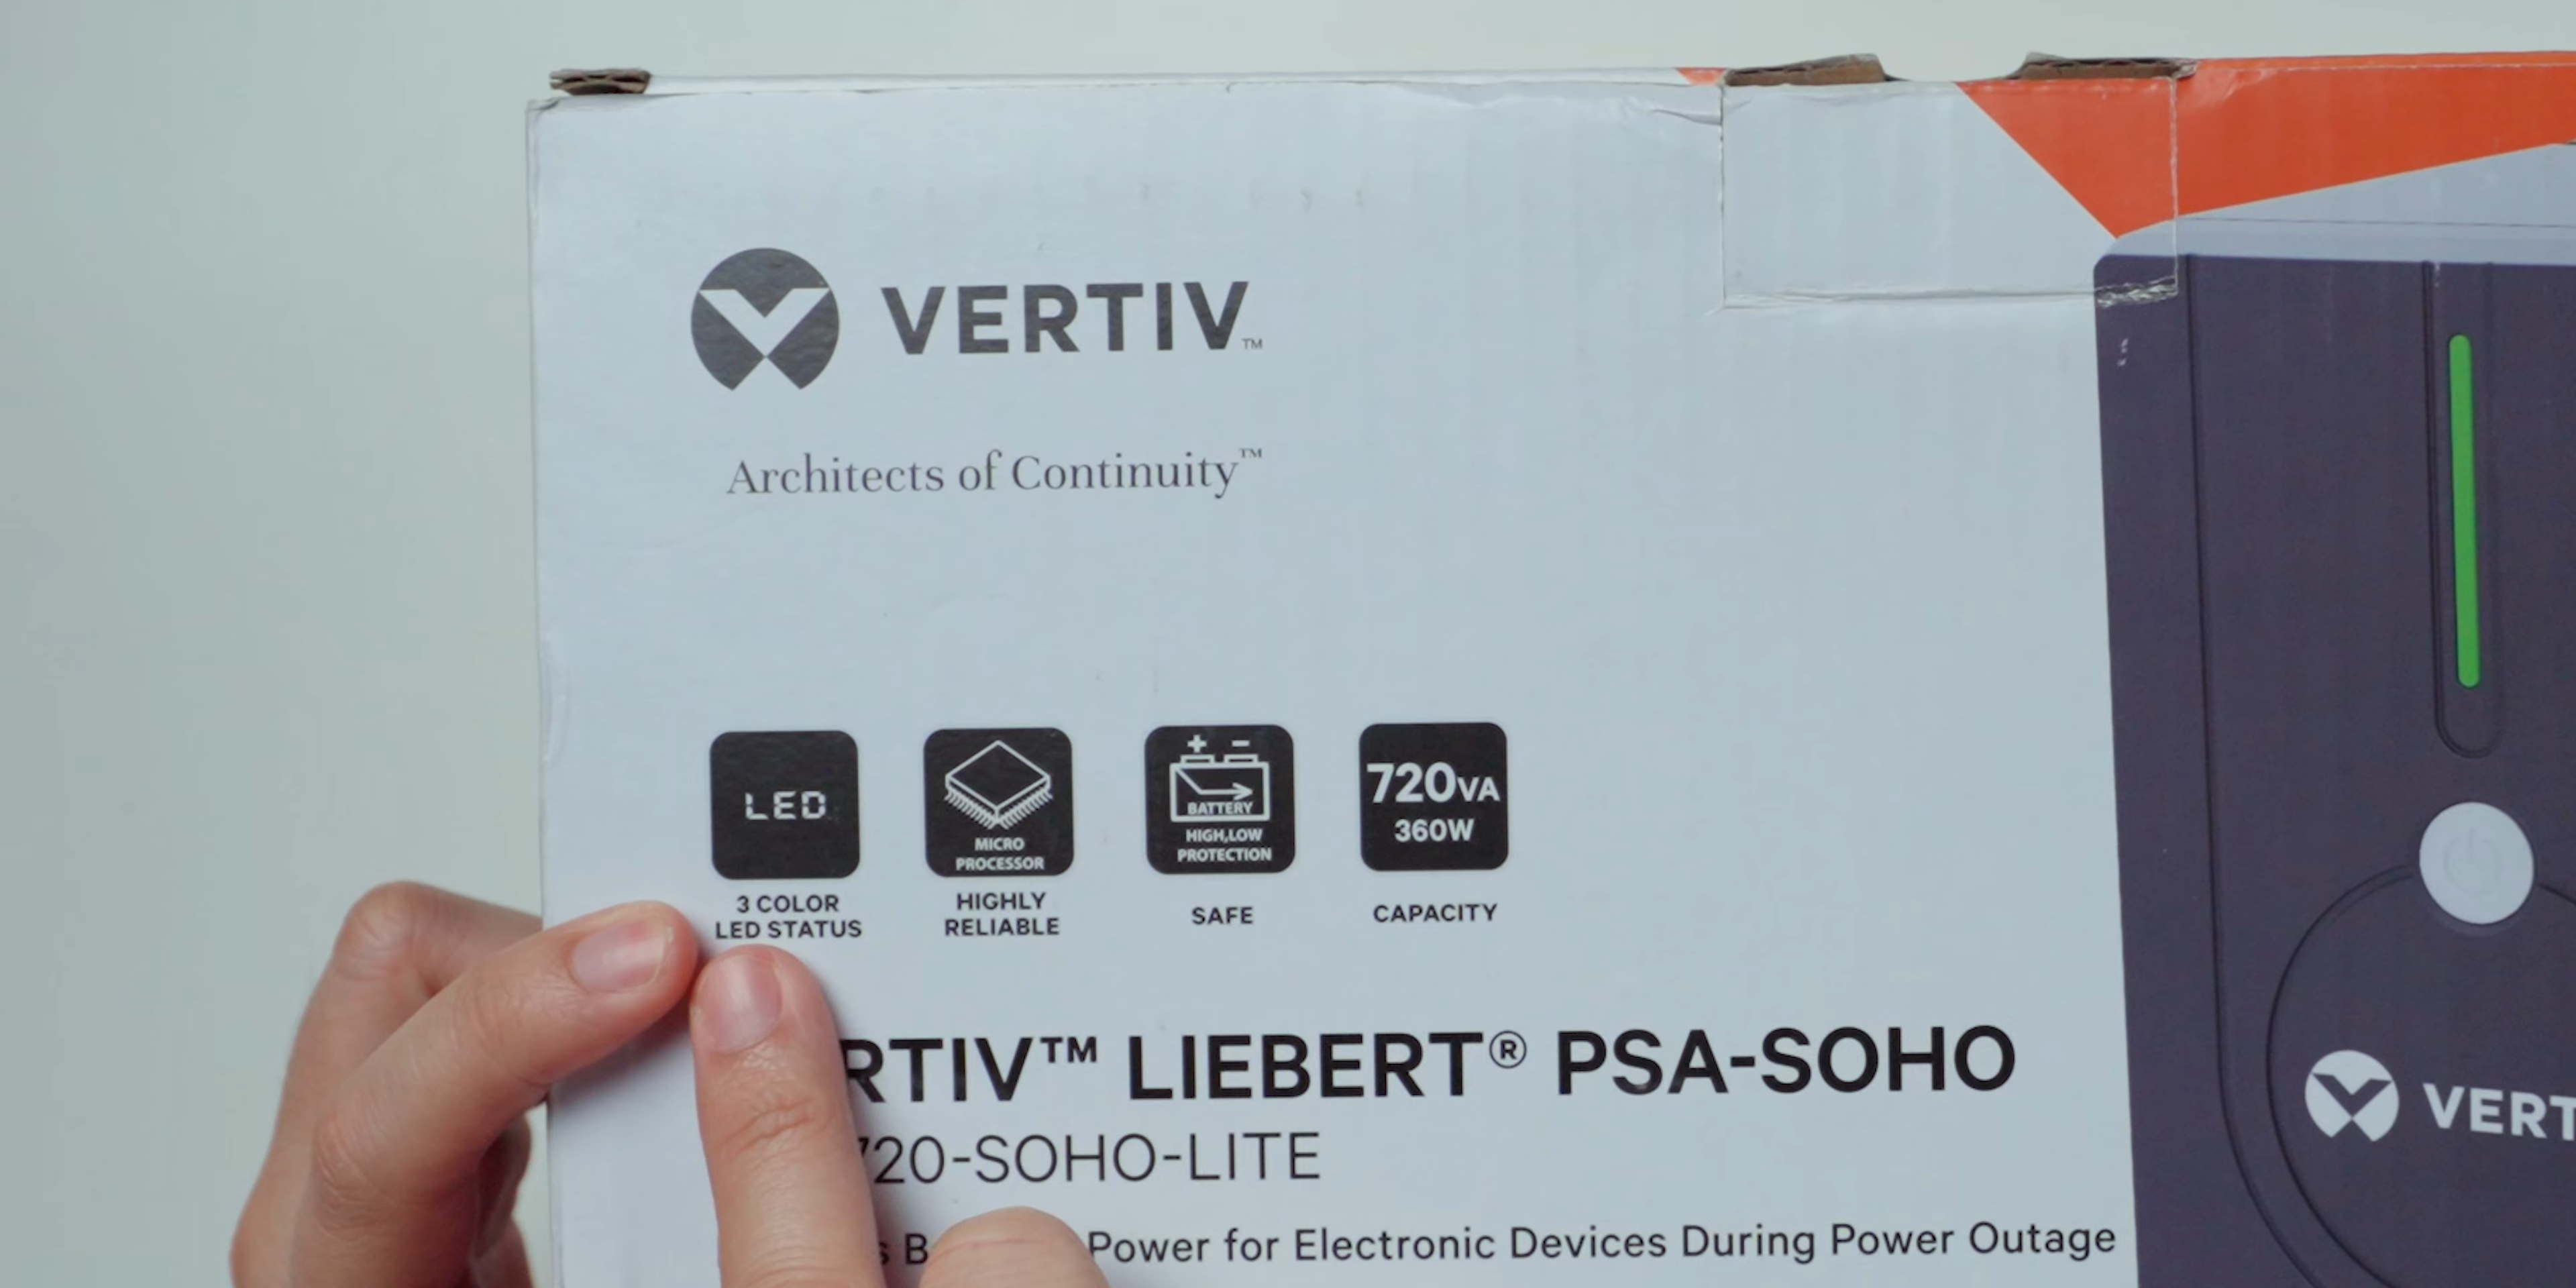 VERTIV™
Architects of Continuity™
LED
MICRO
PROCESSOR
BATTERY
HIGH,LOW
PROTECTION
720VA
360W
3 COLOR
LED STATUS
HIGHLY
RELIABLE
SAFE
CAPACITY
RTIV™ LIEBERT® PSA-SOHO
720-SOHO-LITE
Power for Electronic Devices During Power Outage
VERT